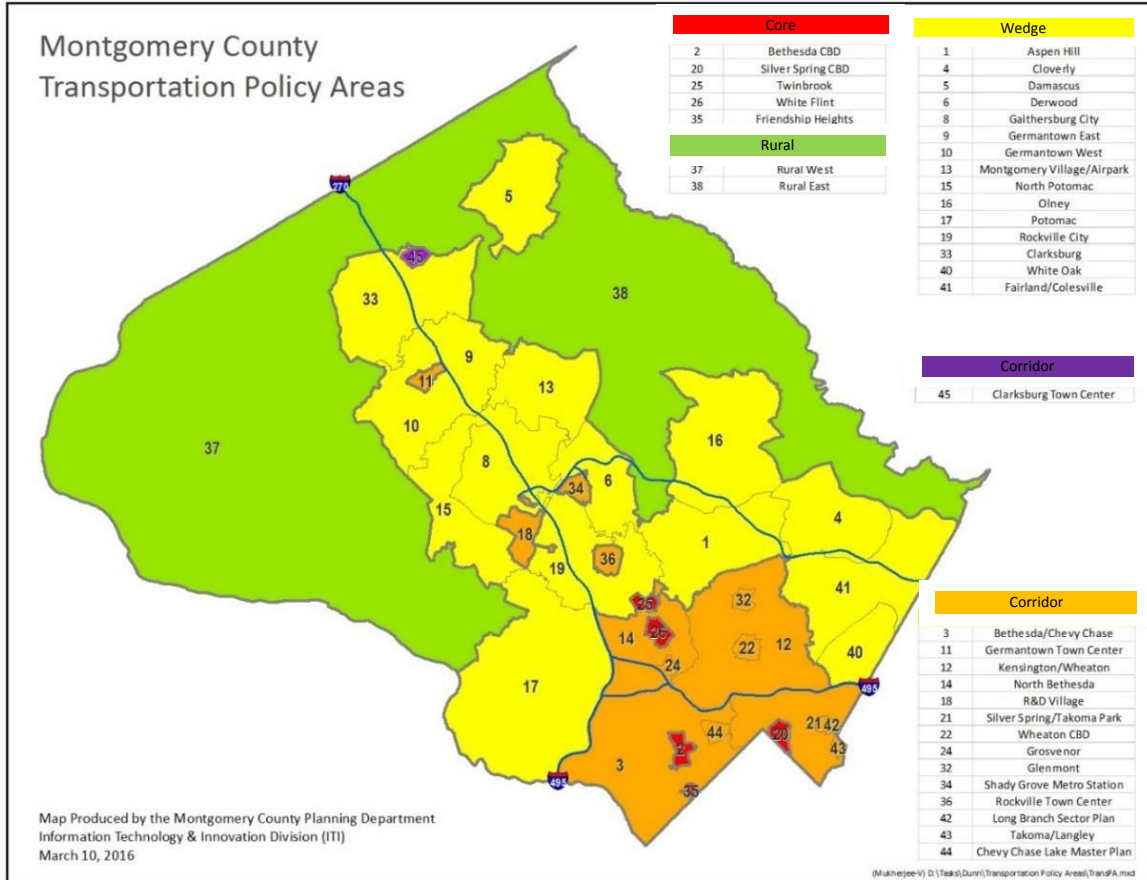 Montgomery County
Transportation Policy Areas
Core
2 Bethesda CBD
20 Silver Spring CBD
25 Twinbrook
26 White Flint
35 Friendship Heights
Rural
37 Rural West
38 Rural East
Wedge
1 Aspen Hill
4 Cloverly
5 Damascus
6 Derwood
8 Gaithersburg City
9 Germantown East
10 Germantown West
13 Montgomery Village/Airpark
15 North Potomac
16 Olney
17 Potomac
19 Rockville City
33 Clarksburg
40 White Oak
41 Fairland/Colesville
Corridor
45 Clarksburg Town Center
Corridor
3 Bethesda/Chevy Chase
11 Germantown Town Center
12 Kensington/Wheaton
14 North Bethesda
18 R&D Village
21 Silver Spring/Takoma Park
22 Wheaton CBD
24 Grosvenor
32 Glenmont
34 Shady Grove Metro Station
36 Rockville Town Center
42 Long Branch Sector Plan
43 Takoma/Langley
44 Chevy Chase Lake Master Plan
270
5
45
33
38
9
11
13
10
16
37
8
34
6
15
18
4
1
36
19
41
25
32
14
26
22
12
24
40
17
495
44
21
42
20
2
43
3
35
495
Map Produced by the Montgomery County Planning Department
Information Technology & Innovation Division (ITI)
March 10, 2016
(Mukherjee-V) D:\Tasks\Dunn\Transportation Policy Areas\TransPA.mxd